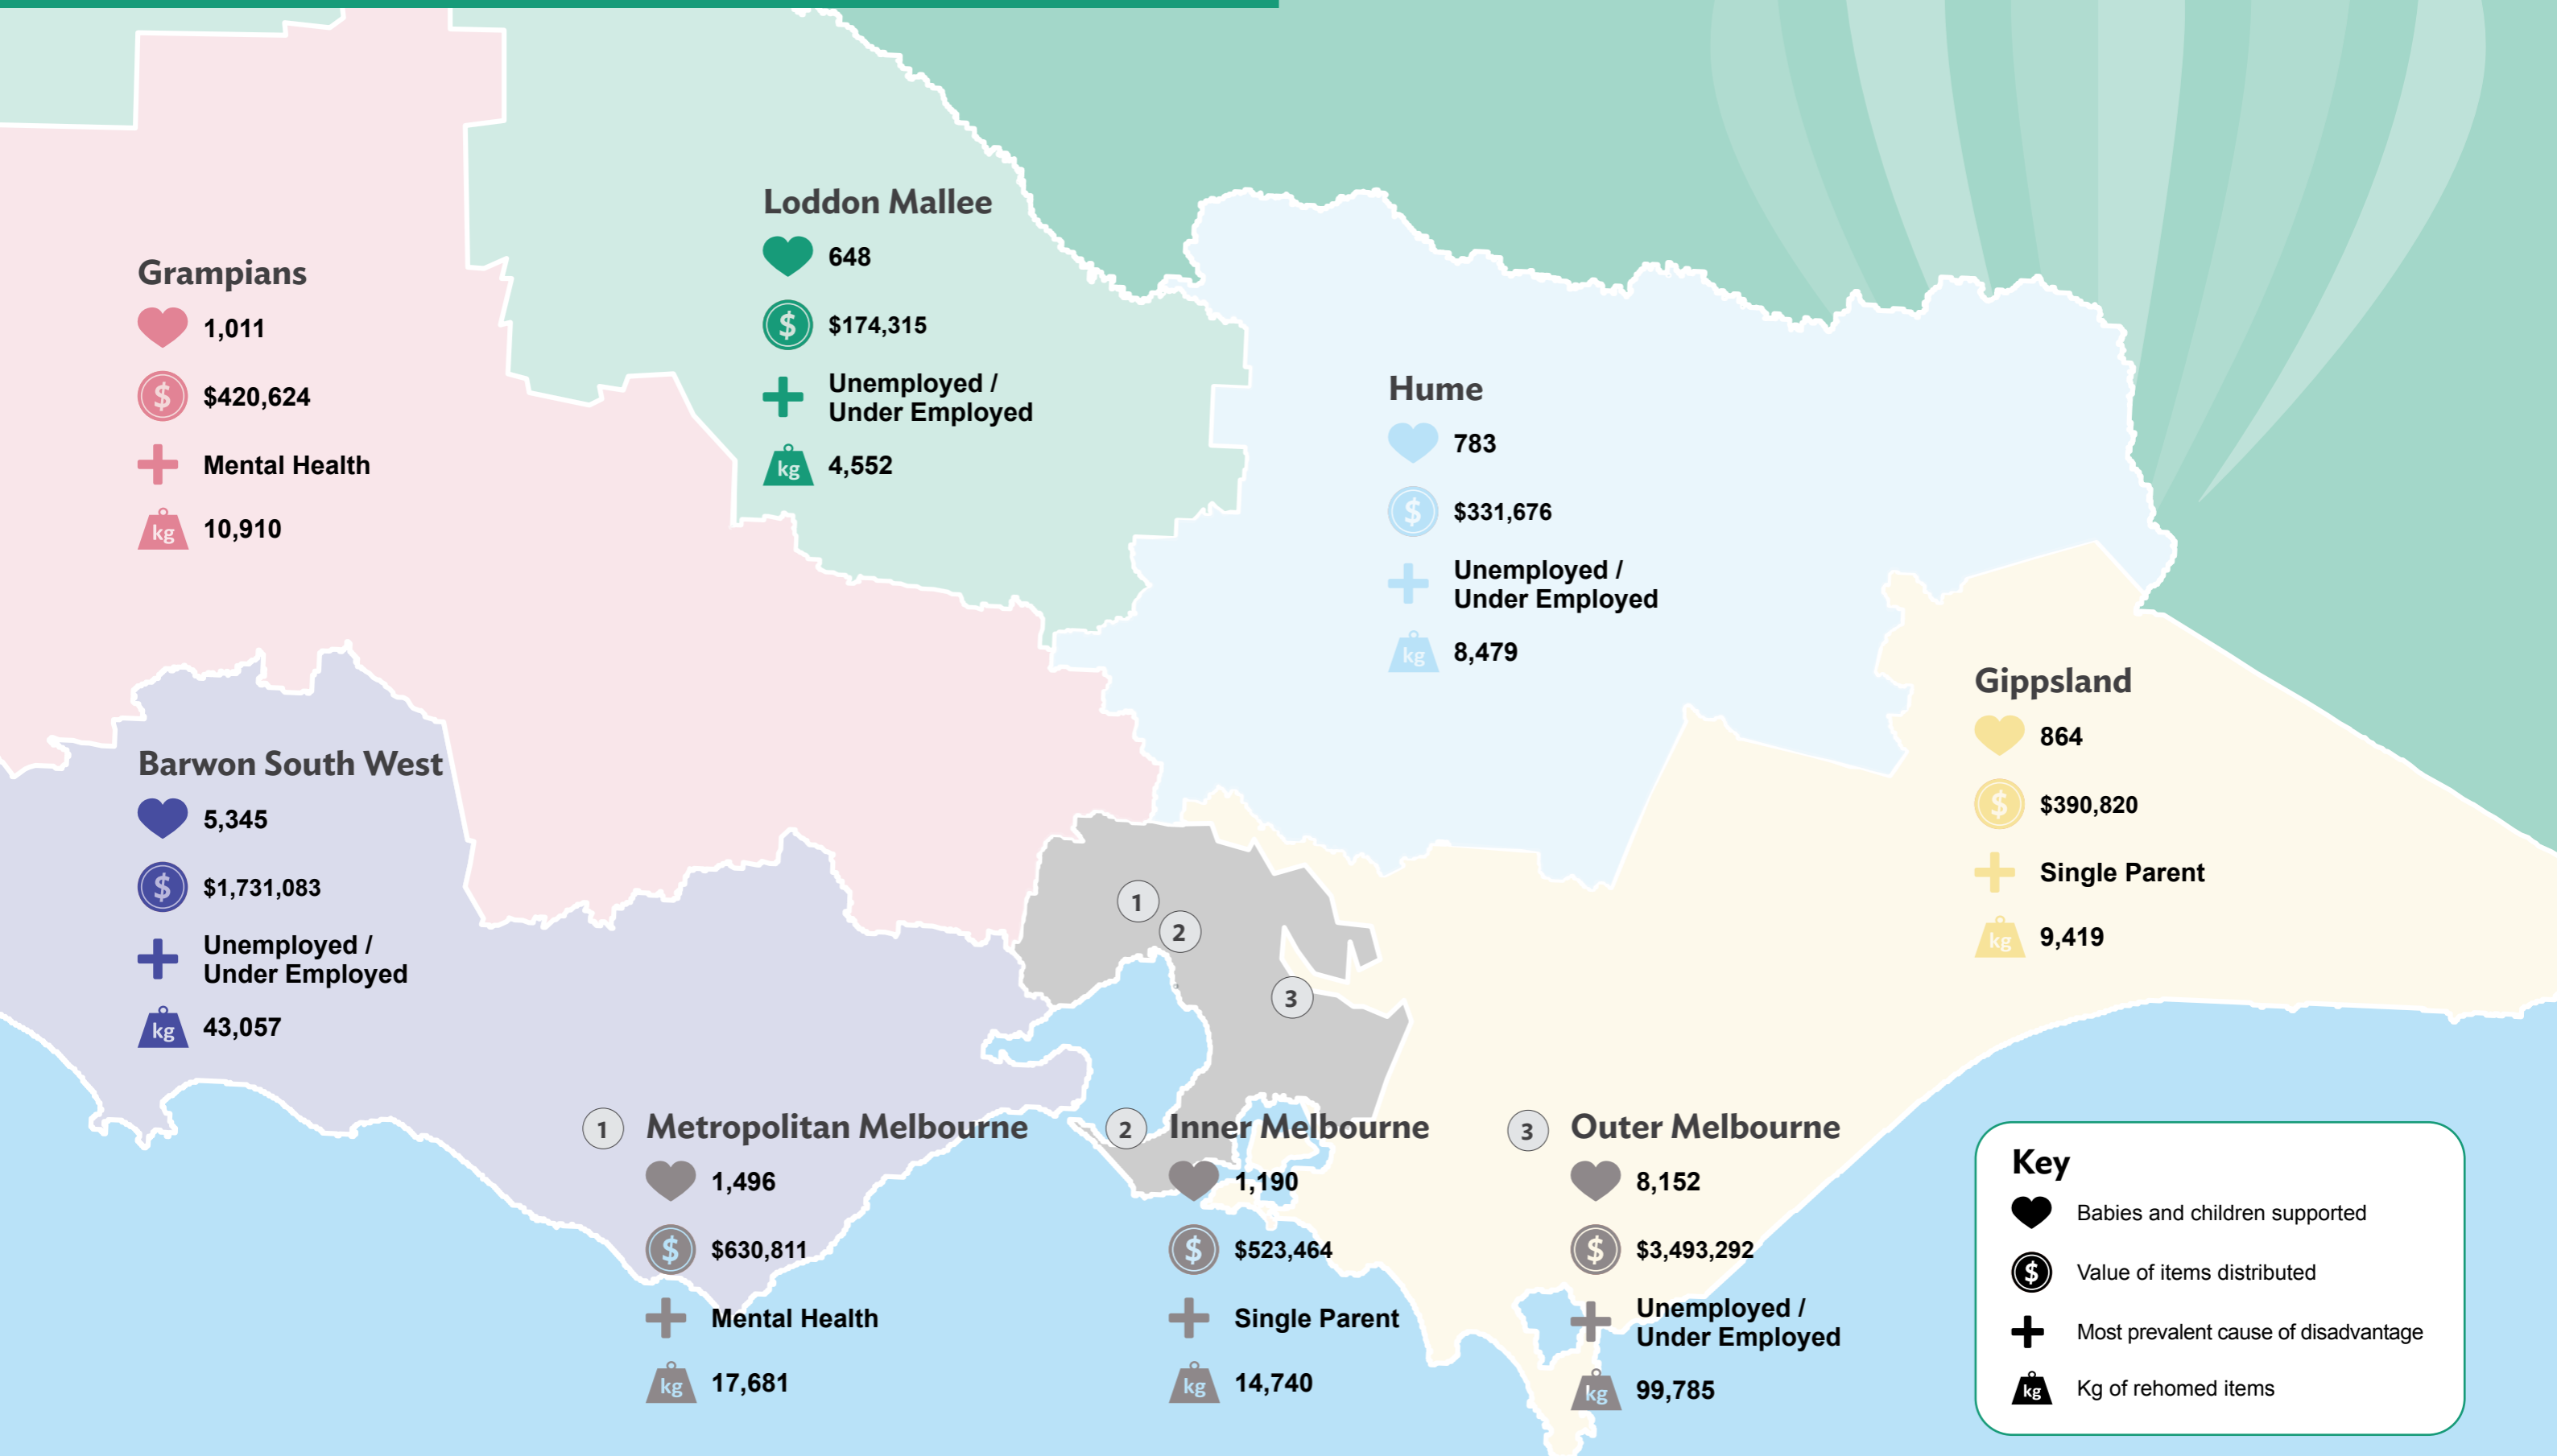 Loddon Mallee
648
$
$174,315
Unemployed /
Under Employed
kg
4,552
Grampians
1,011
$
$420,624
Mental Health
kg
10,910
Hume
783
$
$331,676
Unemployed /
Under Employed
kg
8,479
Gippsland
864
$
$390,820
Single Parent
kg
9,419
Barwon South West
5,345
$
$1,731,083
Unemployed /
Under Employed
kg
43,057
1
2
3
1 Metropolitan Melbourne
1,496
$
$630,811
Mental Health
kg
17,681
2 Inner Melbourne
1,190
$
$523,464
Single Parent
kg
14,740
3 Outer Melbourne
8,152
$
$3,493,292
Unemployed /
Under Employed
kg
99,785
Key
Babies and children supported
$
Value of items distributed
Most prevalent cause of disadvantage
kg
Kg of rehomed items